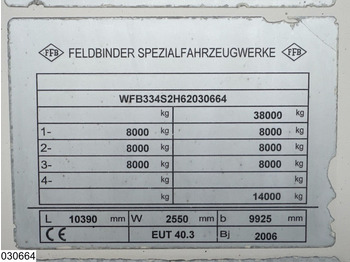 FFB FELDBINDER SPEZIALFAHRZEUGWERKE FFB
WFB334S2H62030664
kg 38000 kg
1- 8000 kg 8000 kg
2- 8000 kg 8000 kg
3- 8000 kg 8000 kg
4- kg kg
kg 14000 kg
L 10390 mm W 2550 mm b 9925 mm
CE EUT 40.3 Bj 2006
030664